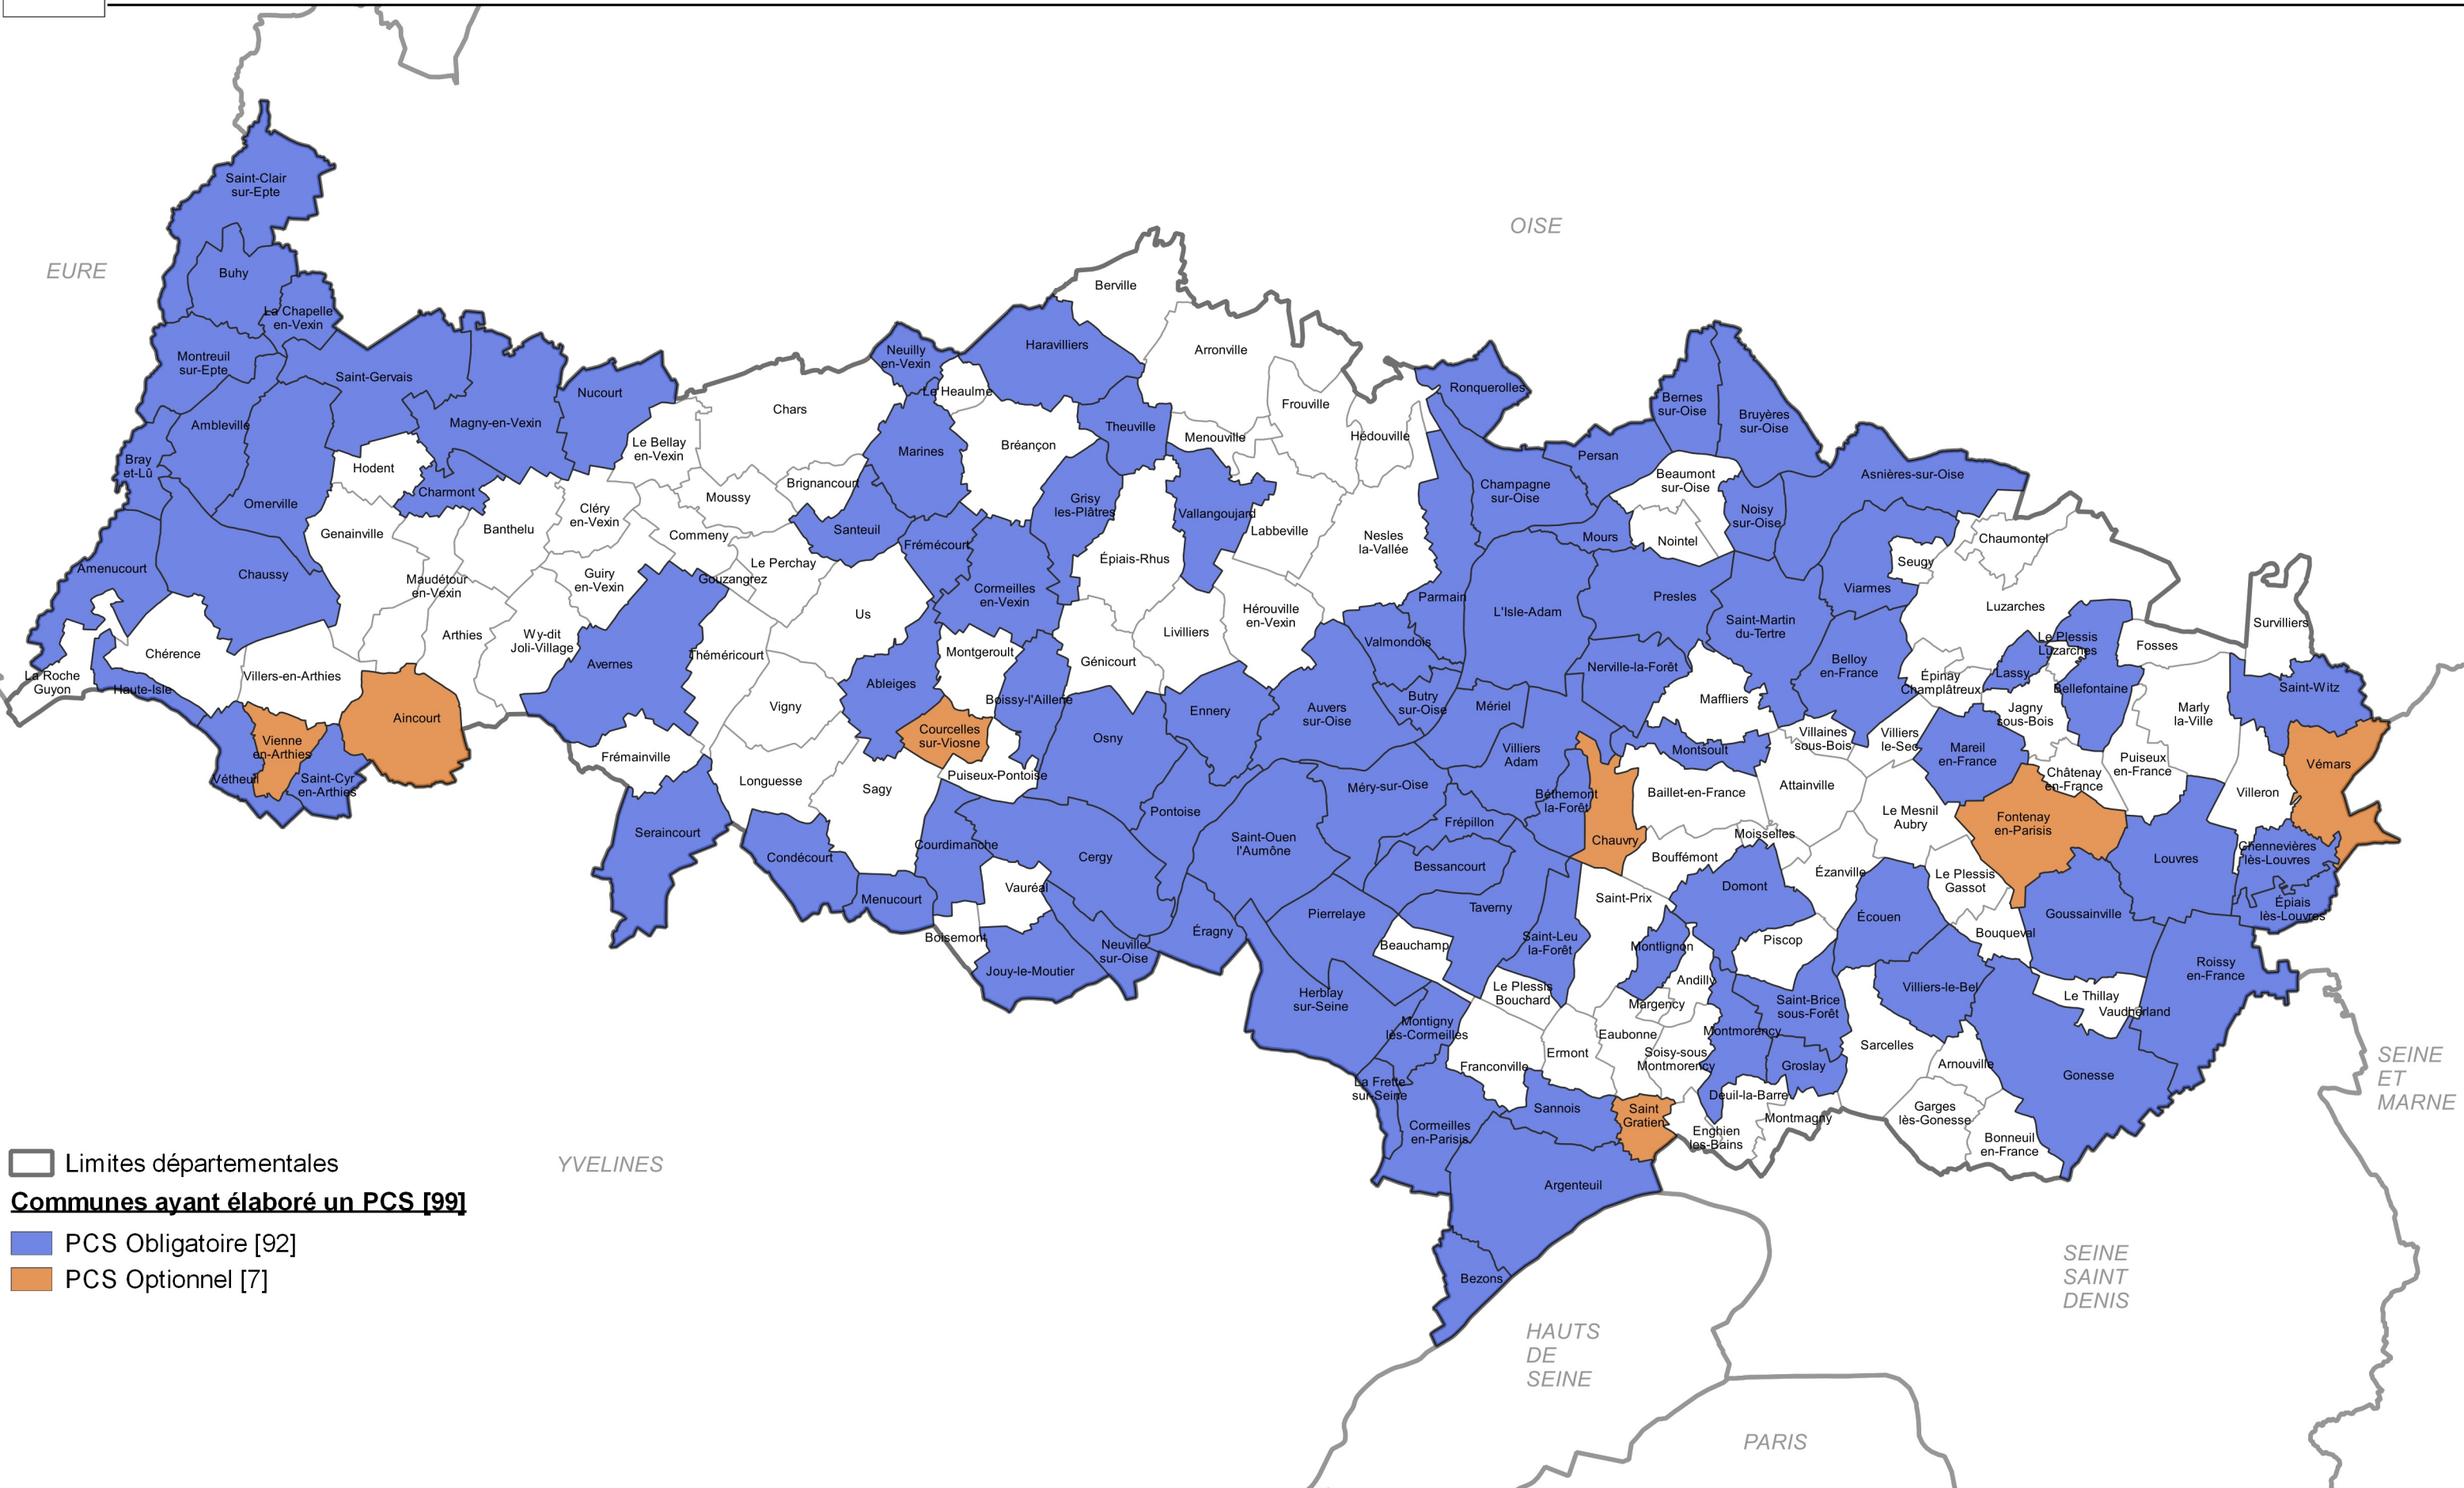 OISE
EURE
Saint-Clair
sur-Epte
Buhy
La Chapelle
en-Vexin
Montreuil
sur-Epte
Saint-Gervais
Ambleville
Magny-en-Vexin
Nucourt
Bray
et-Lû
Omerville
Hodent
Charmont
Genainville
Banthelu
Cléry
en-Vexin
Le Bellay
en-Vexin
Chars
Moussy
Brignancourt
Commeny
Neuilly
en-Vexin
Le Heaulme
Marines
Santeuil
Haravilliers
Berville
Bréançon
Theuville
Grisy
les-Plâtres
Arronville
Menouville
Frouville
Hédouville
Vallangoujard
Labbeville
Nesles
la-Vallée
Épiais-Rhus
Frémécourt
Cormeilles
en-Vexin
Le Perchay
Gouzangrez
Us
Guiry
en-Vexin
Amenucourt
Chaussy
Maudétour
en-Vexin
Arthies
Wy-dit
Joli-Village
Avernes
Théméricourt
Chérence
Villers-en-Arthies
La Roche
Guyon
Haute-Isle
Vétheuil
Vienne
en-Arthies
Saint-Cyr
en-Arthies
Aincourt
Frémainville
Seraincourt
Vigny
Longuesse
Sagy
Condécourt
Menucourt
Ableiges
Montgeroult
Courcelles
sur-Viosne
Boissy-l'Aillerie
Puiseux-Pontoise
Génicourt
Livilliers
Hérouville
en-Vexin
Ennery
Osny
Pontoise
Auvers
sur-Oise
Valmondois
Butry
sur-Oise
Parmain
Ronquerolles
Champagne
sur-Oise
Persan
Bernes
sur-Oise
Bruyères
sur-Oise
Beaumont
sur-Oise
Mours
Nointel
Noisy
sur-Oise
Asnières-sur-Oise
L'Isle-Adam
Presles
Saint-Martin
du-Tertre
Viarmes
Seugy
Chaumontel
Luzarches
Belloy
en-France
Nerville-la-Forêt
Maffliers
Mériel
Villiers
Adam
Méry-sur-Oise
Frépillon
Béthemont
la-Forêt
Chauvry
Montsoult
Baillet-en-France
Villaines
sous-Bois
Villiers
le-Sec
Attainville
Épinay
Champlâtreux
Lassy
Le Plessis
Luzarches
Bellefontaine
Jagny
sous-Bois
Mareil
en-France
Châtenay
en-France
Fosses
Survilliers
Saint-Witz
Marly
la-Ville
Puiseux
en-France
Villeron
Vémars
Fontenay
en-Parisis
Le Mesnil
Aubry
Louvres
Chennevières
lès-Louvres
Épiais
lès-Louvres
Moisselles
Bouffémont
Domont
Ézanville
Écouen
Le Plessis
Gassot
Bouqueval
Goussainville
Roissy
en-France
Le Thillay
Vaudherland
Villiers-le-Bel
Gonesse
Sarcelles
Arnouville
Garges
lès-Gonesse
Bonneuil
en-France
Piscop
Saint-Brice
sous-Forêt
Montmorency
Groslay
Deuil-la-Barre
Montmagny
Enghien
les-Bains
Soisy-sous
Montmorency
Andilly
Margency
Montlignon
Eaubonne
Ermont
Saint-Prix
Saint-Leu
la-Forêt
Le Plessis
Bouchard
Taverny
Bessancourt
Beauchamp
Pierrelaye
Saint-Ouen
l'Aumône
Cergy
Courdimanche
Vauréal
Boisemont
Jouy-le-Moutier
Neuville
sur-Oise
Éragny
Herblay
sur-Seine
Montigny
lès-Cormeilles
Franconville
La Frette
sur-Seine
Cormeilles
en-Parisis
Sannois
Saint
Gratien
Argenteuil
Bezons
SEINE
ET
MARNE
YVELINES
SEINE
SAINT
DENIS
HAUTS
DE
SEINE
PARIS
Limites départementales
Communes ayant élaboré un PCS [99]
PCS Obligatoire [92]
PCS Optionnel [7]